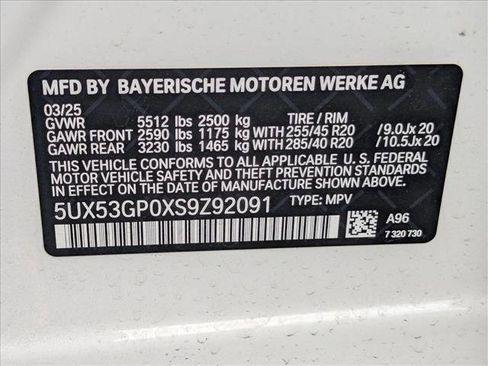 MFD BY BAYERISCHE MOTOREN WERKE AG
03/25
GVWR 5512 lbs 2500 kg TIRE / RIM
GAWR FRONT 2590 lbs 1175 kg WITH 255/45 R20 / 9.0Jx 20
GAWR REAR 3230 lbs 1465 kg WITH 285/40 R20 / 10.5Jx 20
THIS VEHICLE CONFORMS TO ALL APPLICABLE U. S. FEDERAL
MOTOR VEHICLE SAFETY AND THEFT PREVENTION STANDARDS
IN EFFECT ON THE DATE OF MANUFACTURE SHOWN ABOVE.
5UX53GP0XS9Z92091 TYPE: MPV
A96
7 320 730